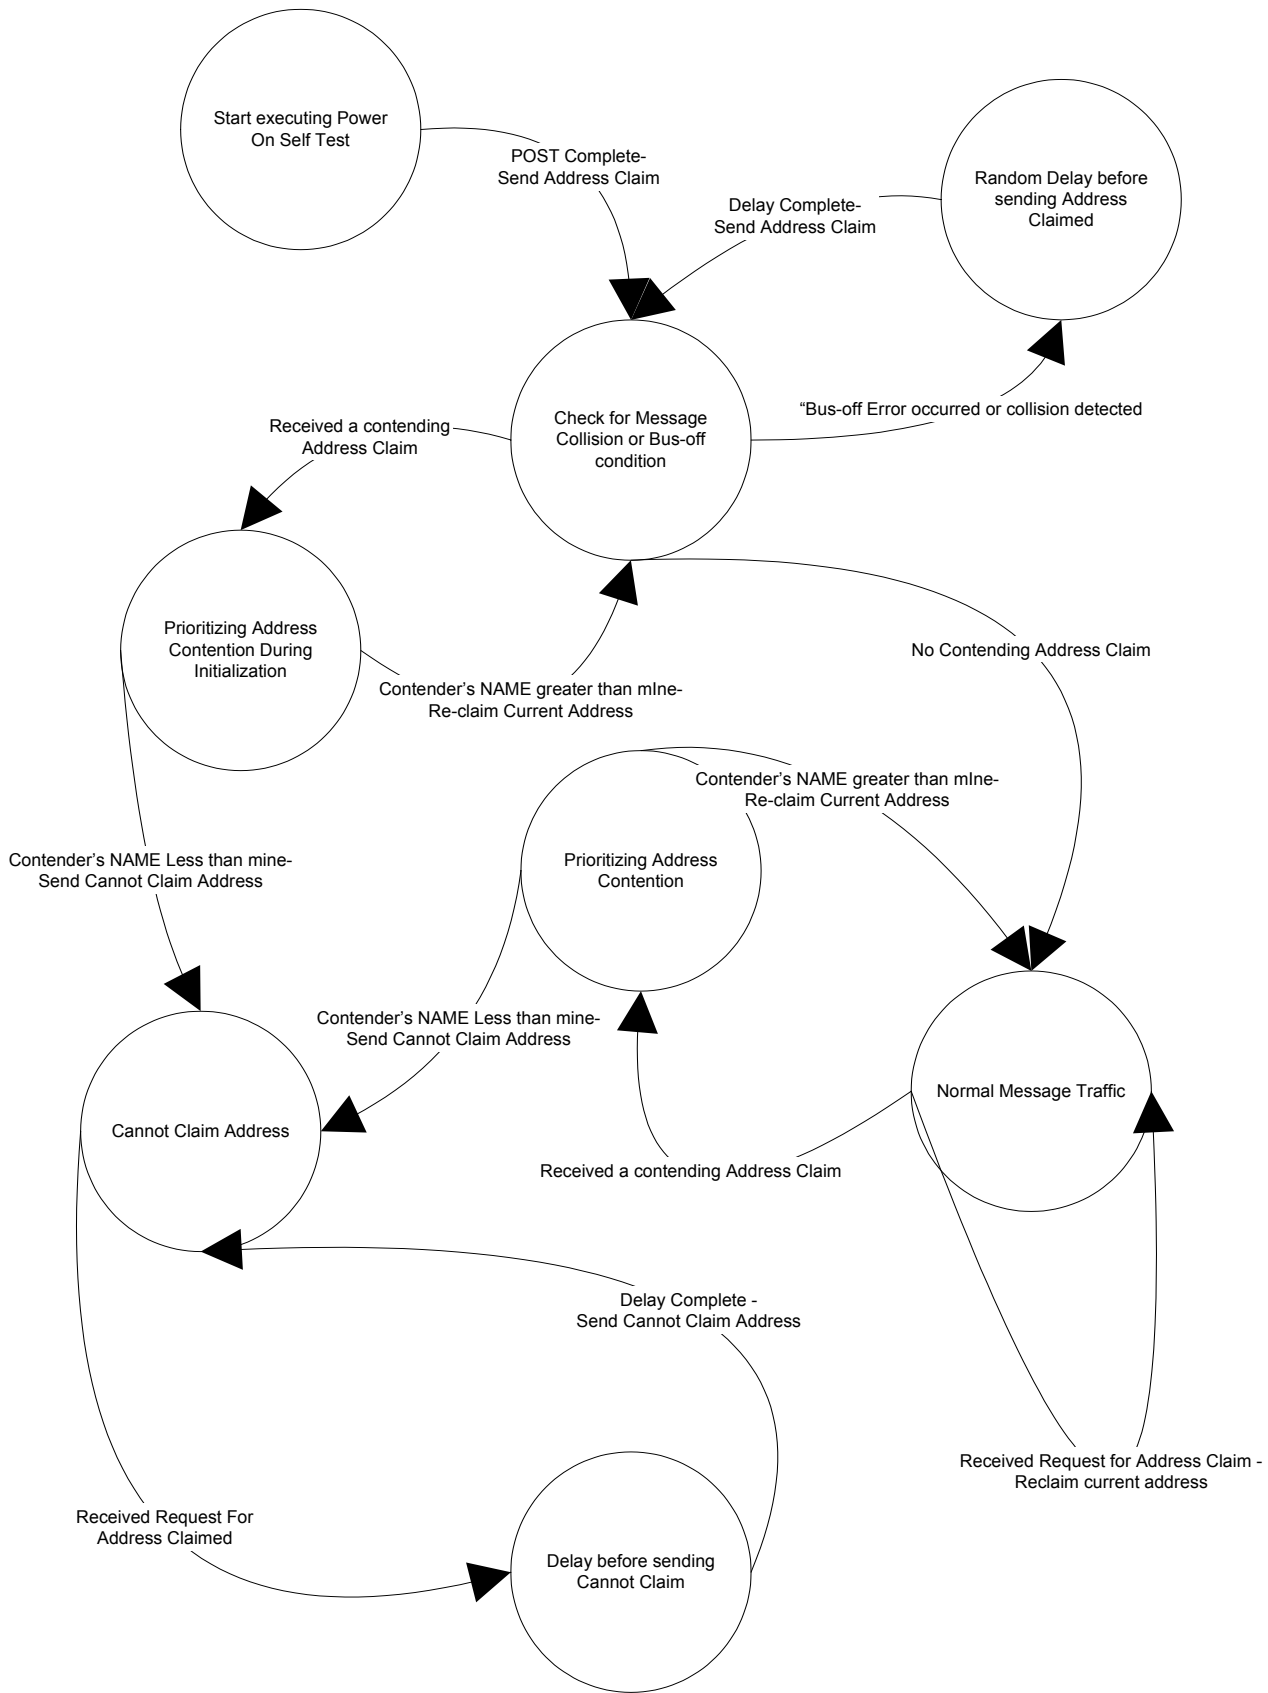 Start executing Power
On Self Test
POST Complete-
Send Address Claim
Random Delay before
sending Address
Claimed
Delay Complete-
Send Address Claim
Check for Message
Collision or Bus-off
condition
“Bus-off Error occurred or collision detected
Received a contending
Address Claim
Prioritizing Address
Contention During
Initialization
No Contending Address Claim
Contender’s NAME greater than mIne-
Re-claim Current Address
Contender’s NAME greater than mIne-
Re-claim Current Address
Contender’s NAME Less than mine-
Send Cannot Claim Address
Prioritizing Address
Contention
Contender’s NAME Less than mine-
Send Cannot Claim Address
Normal Message Traffic
Cannot Claim Address
Received a contending Address Claim
Delay Complete -
Send Cannot Claim Address
Received Request for Address Claim -
Reclaim current address
Received Request For
Address Claimed
Delay before sending
Cannot Claim